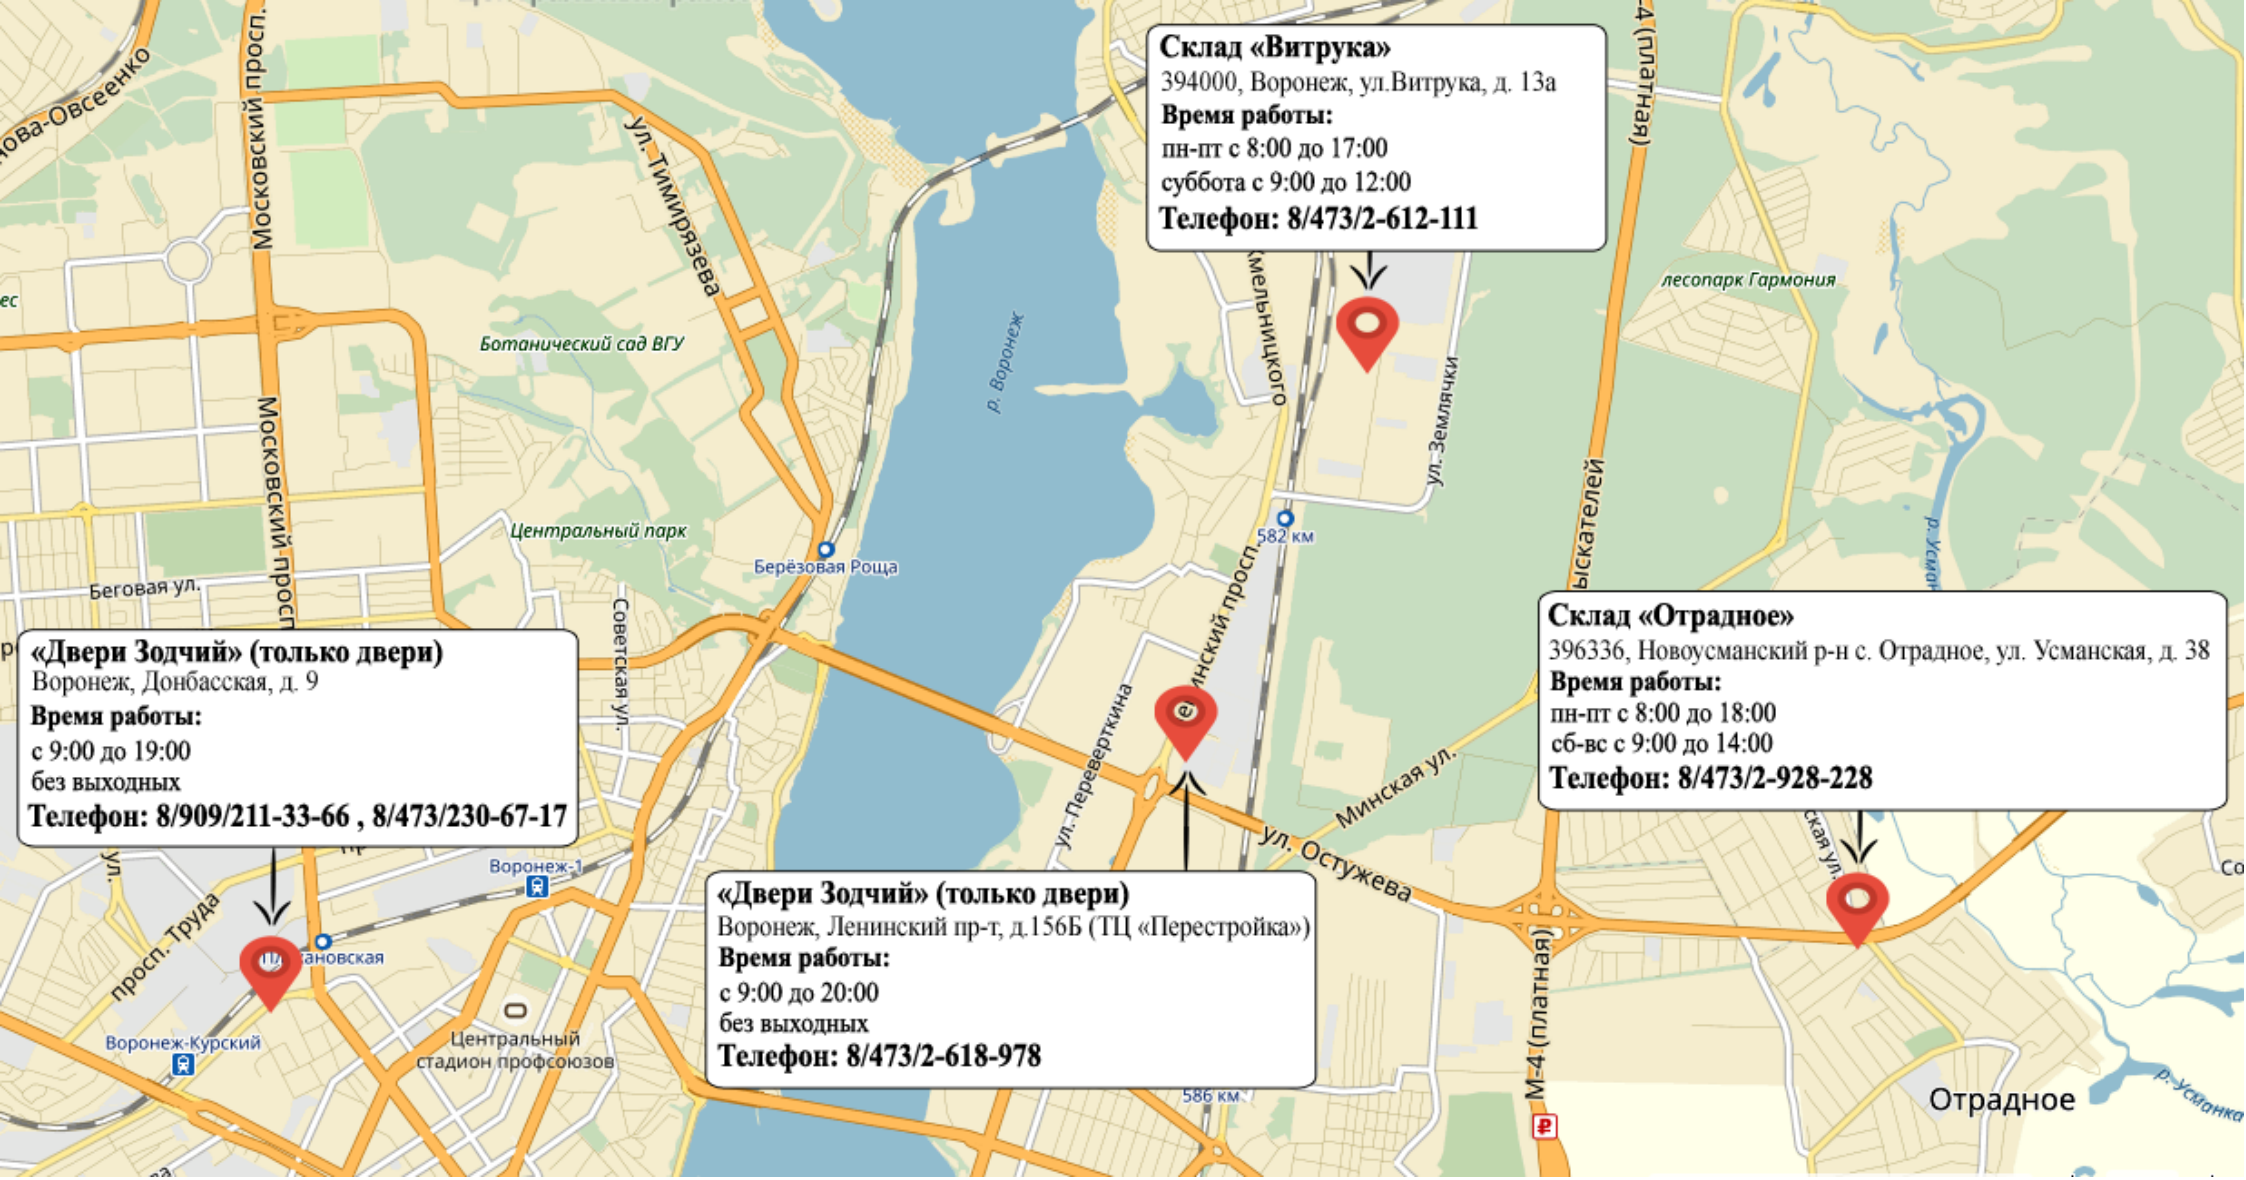 Склад «Витрука»
394000, Воронеж, ул.Витрука, д. 13а
Время работы:
пн-пт с 8:00 до 17:00
суббота с 9:00 до 12:00
Телефон: 8/473/2-612-111
Московский просп.
ул. Тимирязева
М-4 (платная)
лесопарк Гармония
Ботанический сад ВГУ
р. Воронеж
ул. Землячки
Московский просп
Центральный парк
582 км
Берёзовая Роща
Беговая ул.
Советская ул.
Склад «Отрадное»
396336, Новоусманский р-н с. Отрадное, ул. Усманская, д. 38
Время работы:
пн-пт с 8:00 до 18:00
сб-вс с 9:00 до 14:00
Телефон: 8/473/2-928-228
«Двери Зодчий» (только двери)
Воронеж, Донбасская, д. 9
Время работы:
с 9:00 до 19:00
без выходных
Телефон: 8/909/211-33-66 , 8/473/230-67-17
ул. Переверткина
Минская ул.
ул. Остужева
Воронеж-1
просп. Труда
«Двери Зодчий» (только двери)
Воронеж, Ленинский пр-т, д.156Б (ТЦ «Перестройка»)
Время работы:
с 9:00 до 20:00
без выходных
Телефон: 8/473/2-618-978
Воронеж-Курский
Центральный
стадион профсоюзов
586 км
М-4 (платная)
Отрадное
р. Усманка